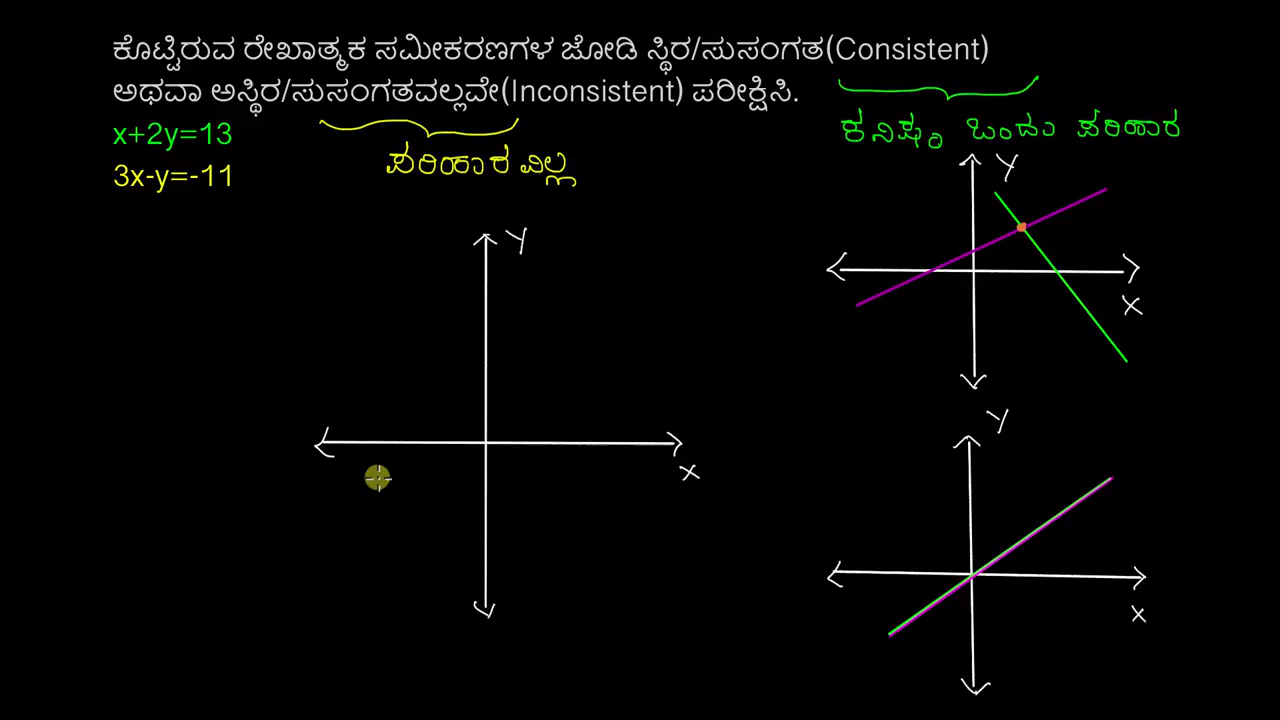 ಕೊಟ್ಟಿರುವ ರೇಖಾತ್ಮಕ ಸಮೀಕರಣಗಳ ಜೋಡಿ ಸ್ಥಿರ/ಸುಸಂಗತ(Consistent)
ಅಥವಾ ಅಸ್ಥಿರ/ಸುಸಂಗತವಲ್ಲವೇ(Inconsistent) ಪರೀಕ್ಷಿಸಿ.
x+2y=13
3x-y=-11
ಪರಿಹಾರವಿಲ್ಲ
ಕನಿಷ್ಠ ಒಂದು ಪರಿಹಾರ
Y
X
Y
X
Y
X